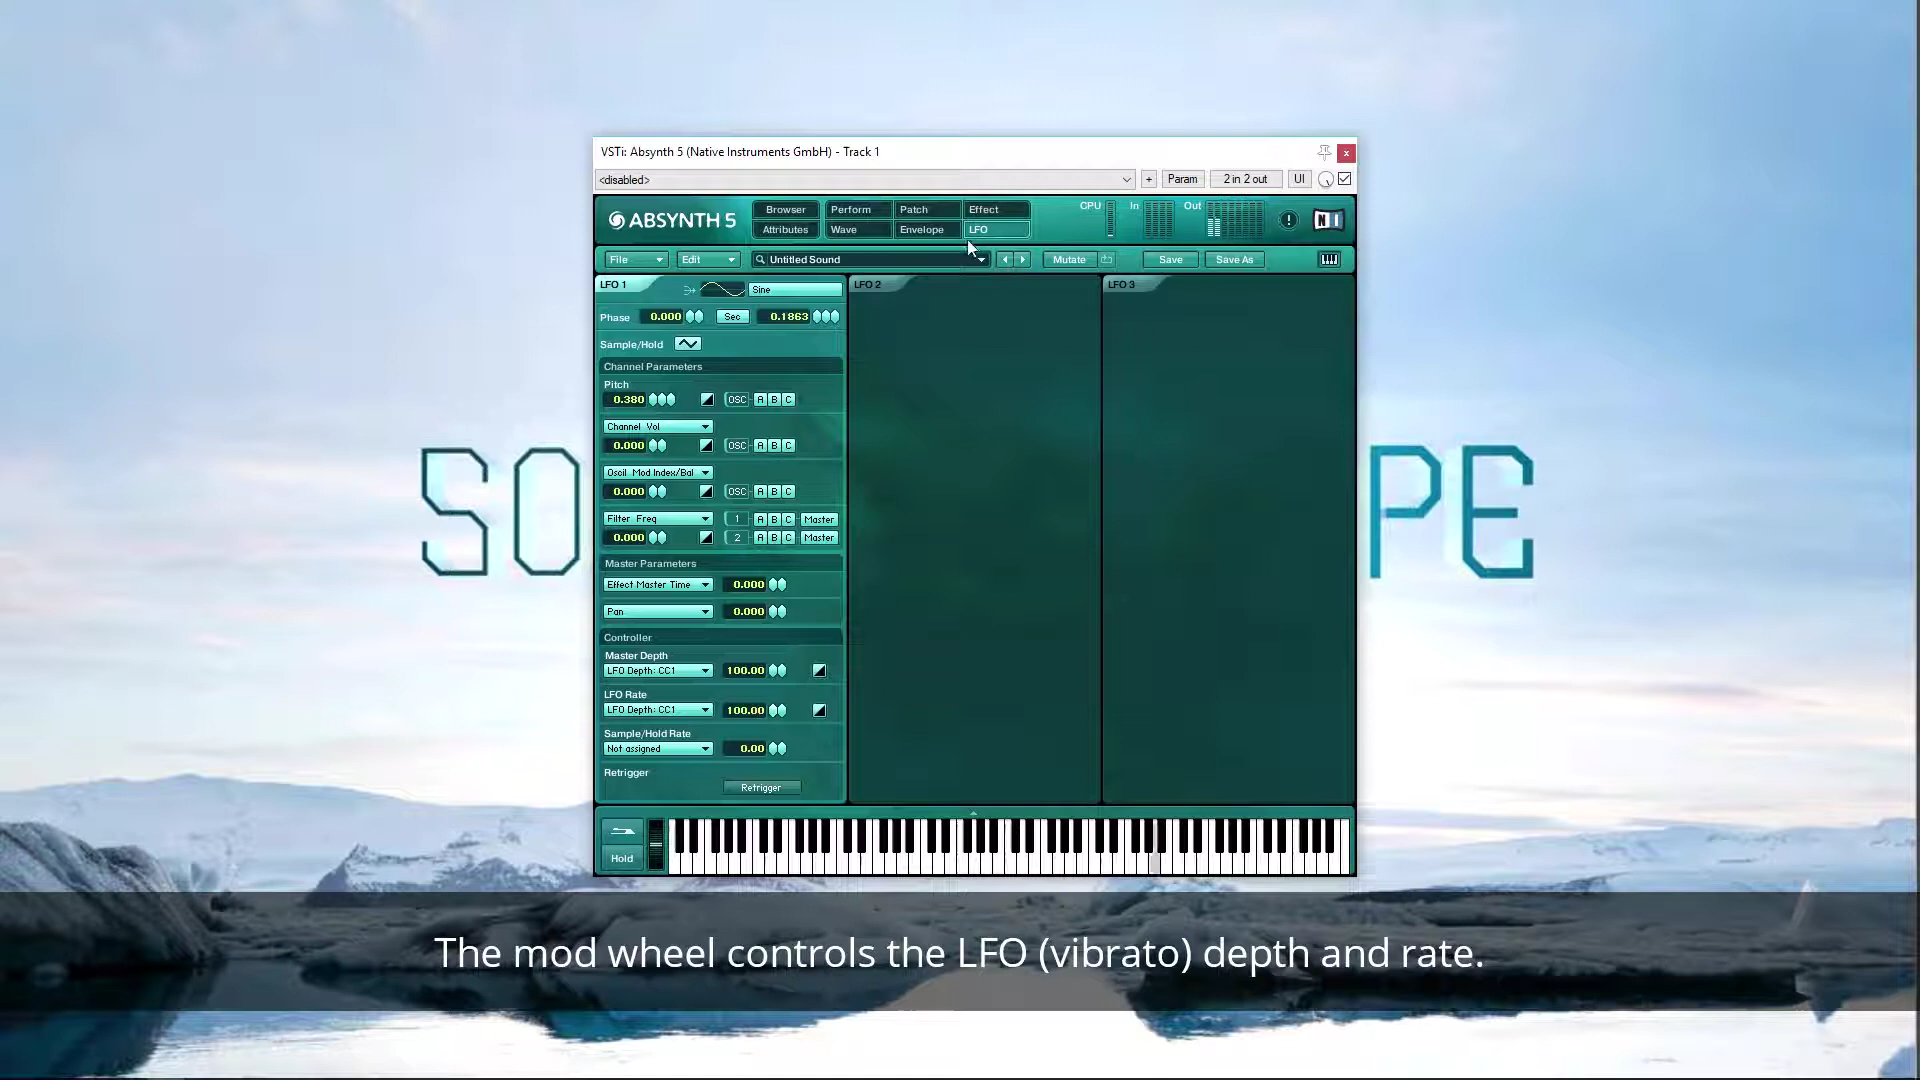 VSTi: Absynth 5 (Native Instruments GmbH) - Track 1
x
<disabled>
+
Param
2 in 2 out
UI
ABSYNTH 5
Browser
Perform
Patch
Effect
CPU
In
Out
NI
Attributes
Wave
Envelope
LFO
File
Edit
Untitled Sound
Mutate
Save
Save As
LFO 1
Sine
LFO 2
LFO 3
Phase 0.000 Sec 0.1863
Sample/Hold
Channel Parameters
Pitch
0.380 OSC A B C
Channel Vol
0.000 OSC A B C
Oscil Mod Index/Bal
0.000 OSC A B C
Filter Freq 1 A B C Master
0.000 2 A B C Master
Master Parameters
Effect Master Time 0.000
Pan 0.000
Controller
Master Depth
LFO Depth: CC1 100.00
LFO Rate
LFO Depth: CC1 100.00
Sample/Hold Rate
Not assigned 0.00
Retrigger
Retrigger
Hold
SO
PE
The mod wheel controls the LFO (vibrato) depth and rate.